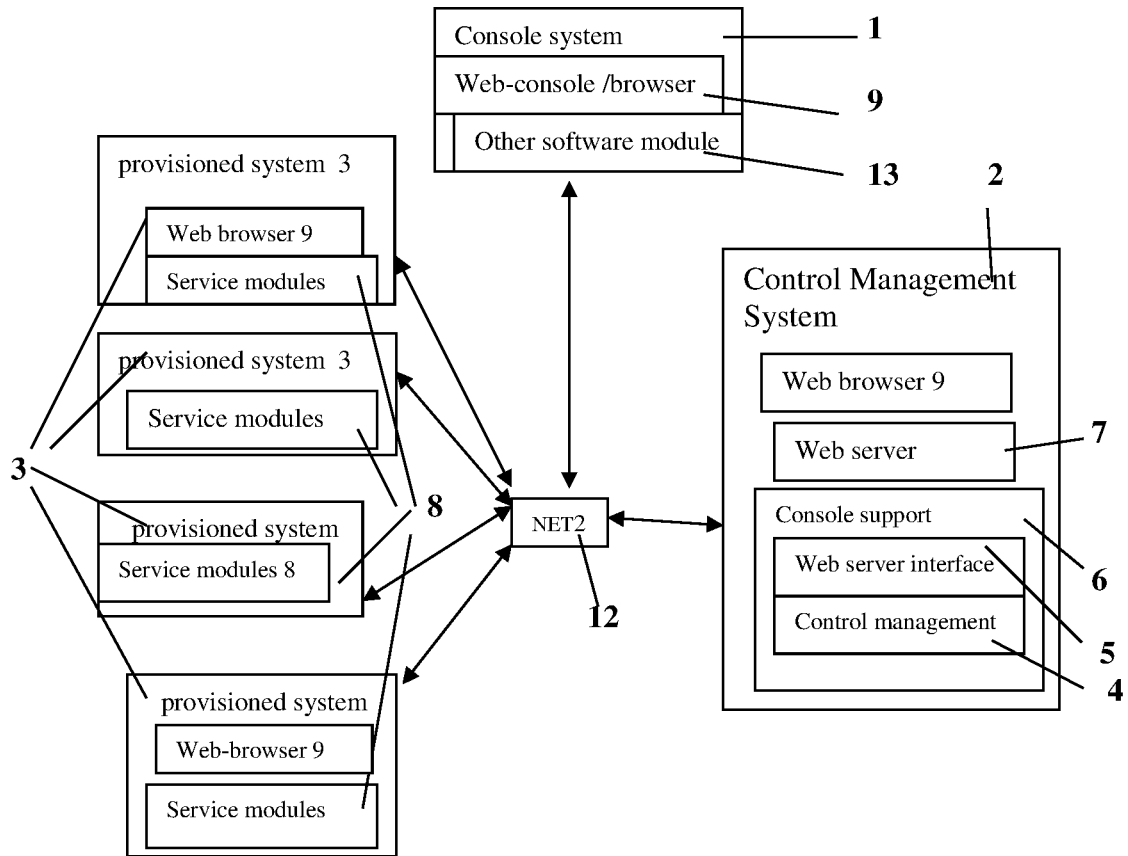 Console system
1
Web-console /browser
9
Other software module
13
provisioned system 3
Web browser 9
Service modules
provisioned system 3
Service modules
3
provisioned system
Service modules 8
8
provisioned system
Web-browser 9
Service modules
NET2
12
2
Control Management
System
Web browser 9
Web server
7
Console support
6
Web server interface
5
Control management
4